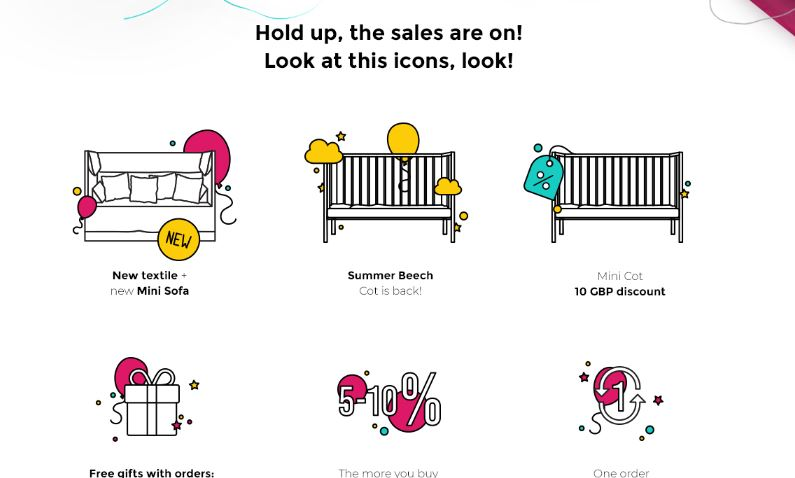 Hold up, the sales are on!
Look at this icons, look!
NEW
%
New textile +
new Mini Sofa
Summer Beech
Cot is back!
Mini Cot
10 GBP discount
5-10%
1
Free gifts with orders:
The more you buy
One order